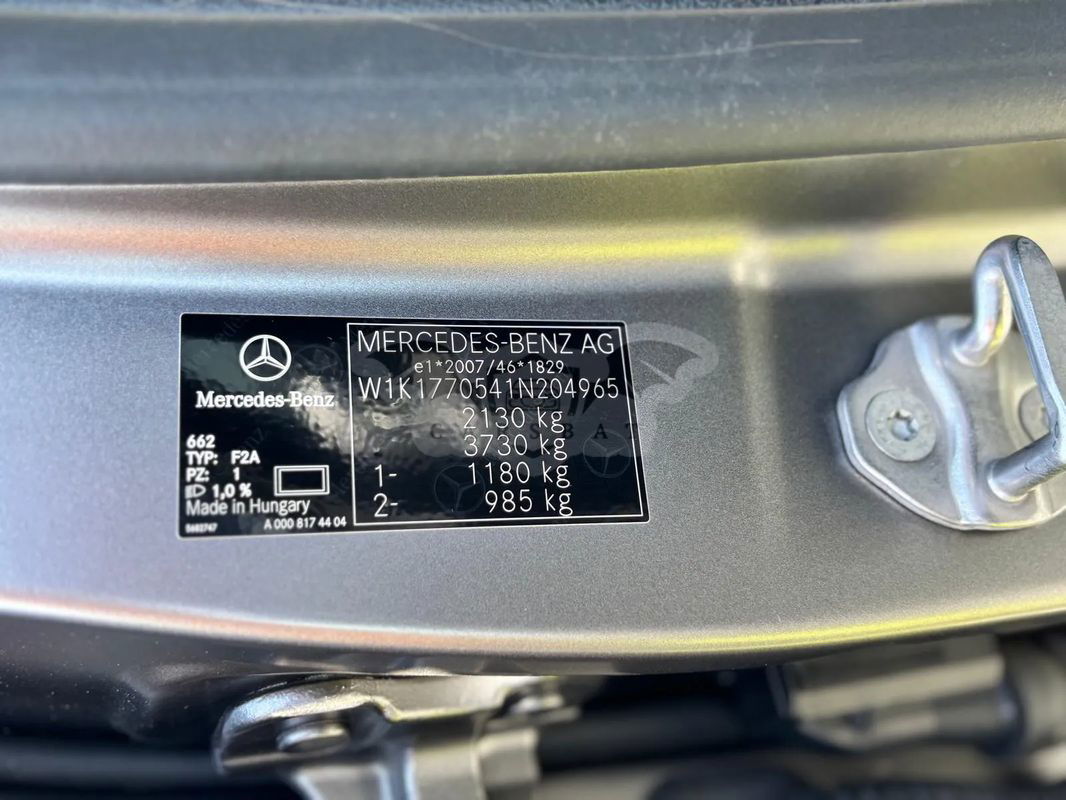 Mercedes-Benz
662
TYP: F2A
PZ: 1
1,0 %
Made in Hungary
5682767
A 000 817 44 04
MERCEDES-BENZ AG
e1*2007/46*1829
W1K1770541N204965
2130 kg
3730 kg
1- 1180 kg
2- 985 kg